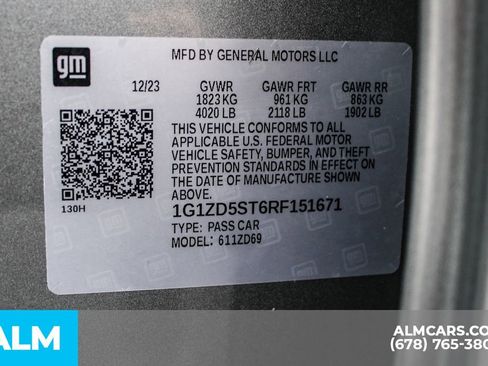 gm
MFD BY GENERAL MOTORS LLC
12/23 GVWR GAWR FRT GAWR RR
1823 KG 961 KG 863 KG
4020 LB 2118 LB 1902 LB
THIS VEHICLE CONFORMS TO ALL
APPLICABLE U.S. FEDERAL MOTOR
VEHICLE SAFETY, BUMPER, AND THEFT
PREVENTION STANDARDS IN EFFECT ON
THE DATE OF MANUFACTURE SHOWN
ABOVE.
130H
1G1ZD5ST6RF151671
TYPE: PASS CAR
MODEL: 611ZD69
ALM
ALMCARS.CO
(678) 765-380